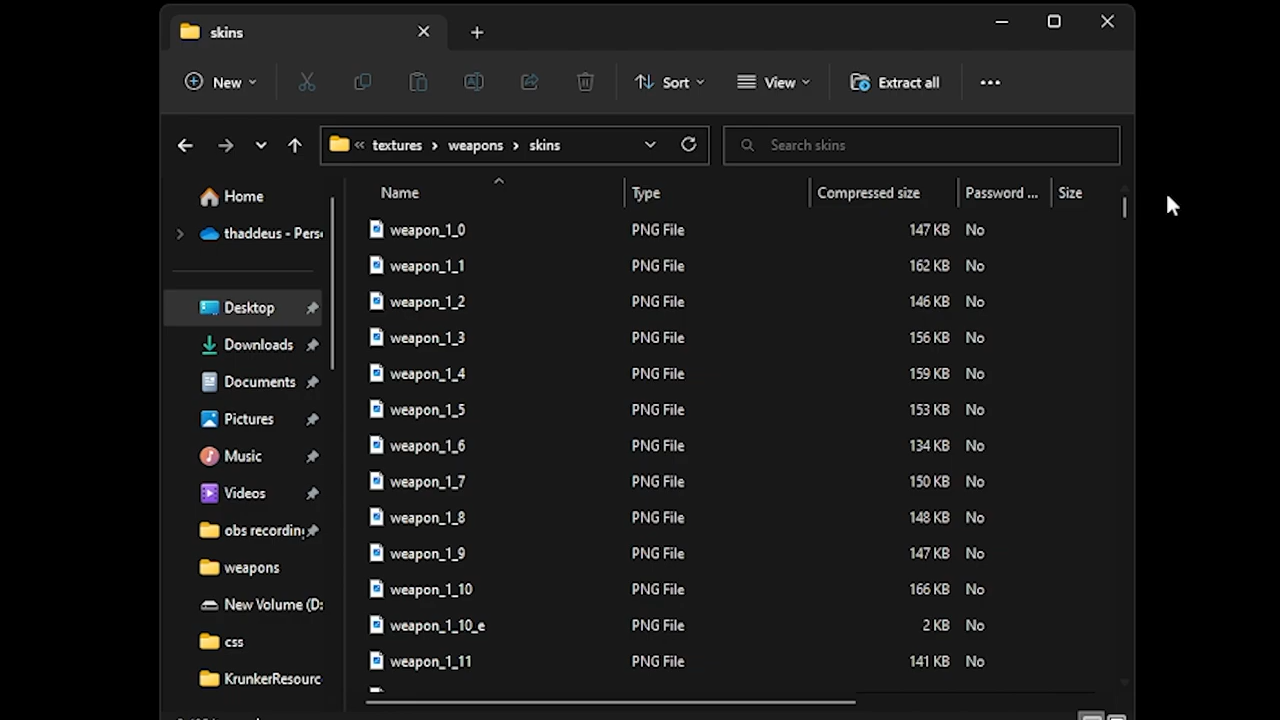 skins
New
Sort
View
Extract all
textures > weapons > skins
Search skins
Name
Type
Compressed size
Password ...
Size
Home
thaddeus - Pers
Desktop
Downloads
Documents
Pictures
Music
Videos
obs recordin
weapons
New Volume (D:
css
KrunkerResourc
weapon_1_0 PNG File 147 KB No
weapon_1_1 PNG File 162 KB No
weapon_1_2 PNG File 146 KB No
weapon_1_3 PNG File 156 KB No
weapon_1_4 PNG File 159 KB No
weapon_1_5 PNG File 153 KB No
weapon_1_6 PNG File 134 KB No
weapon_1_7 PNG File 150 KB No
weapon_1_8 PNG File 148 KB No
weapon_1_9 PNG File 147 KB No
weapon_1_10 PNG File 166 KB No
weapon_1_10_e PNG File 2 KB No
weapon_1_11 PNG File 141 KB No